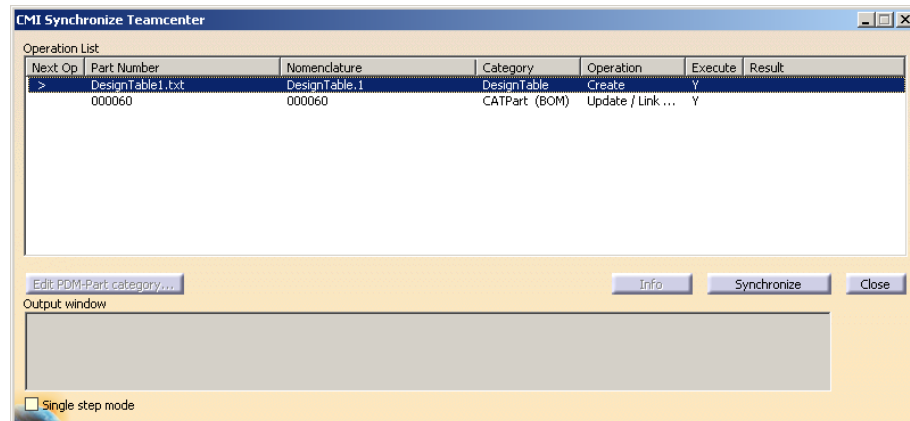 CMI Synchronize Teamcenter
Operation List
Next Op Part Number Nomenclature Category Operation Execute Result
> DesignTable1.txt DesignTable.1 DesignTable Create Y
000060 000060 CATPart (BOM) Update / Link ... Y
Edit PDM-Part category... Info Synchronize Close
Output window
Single step mode